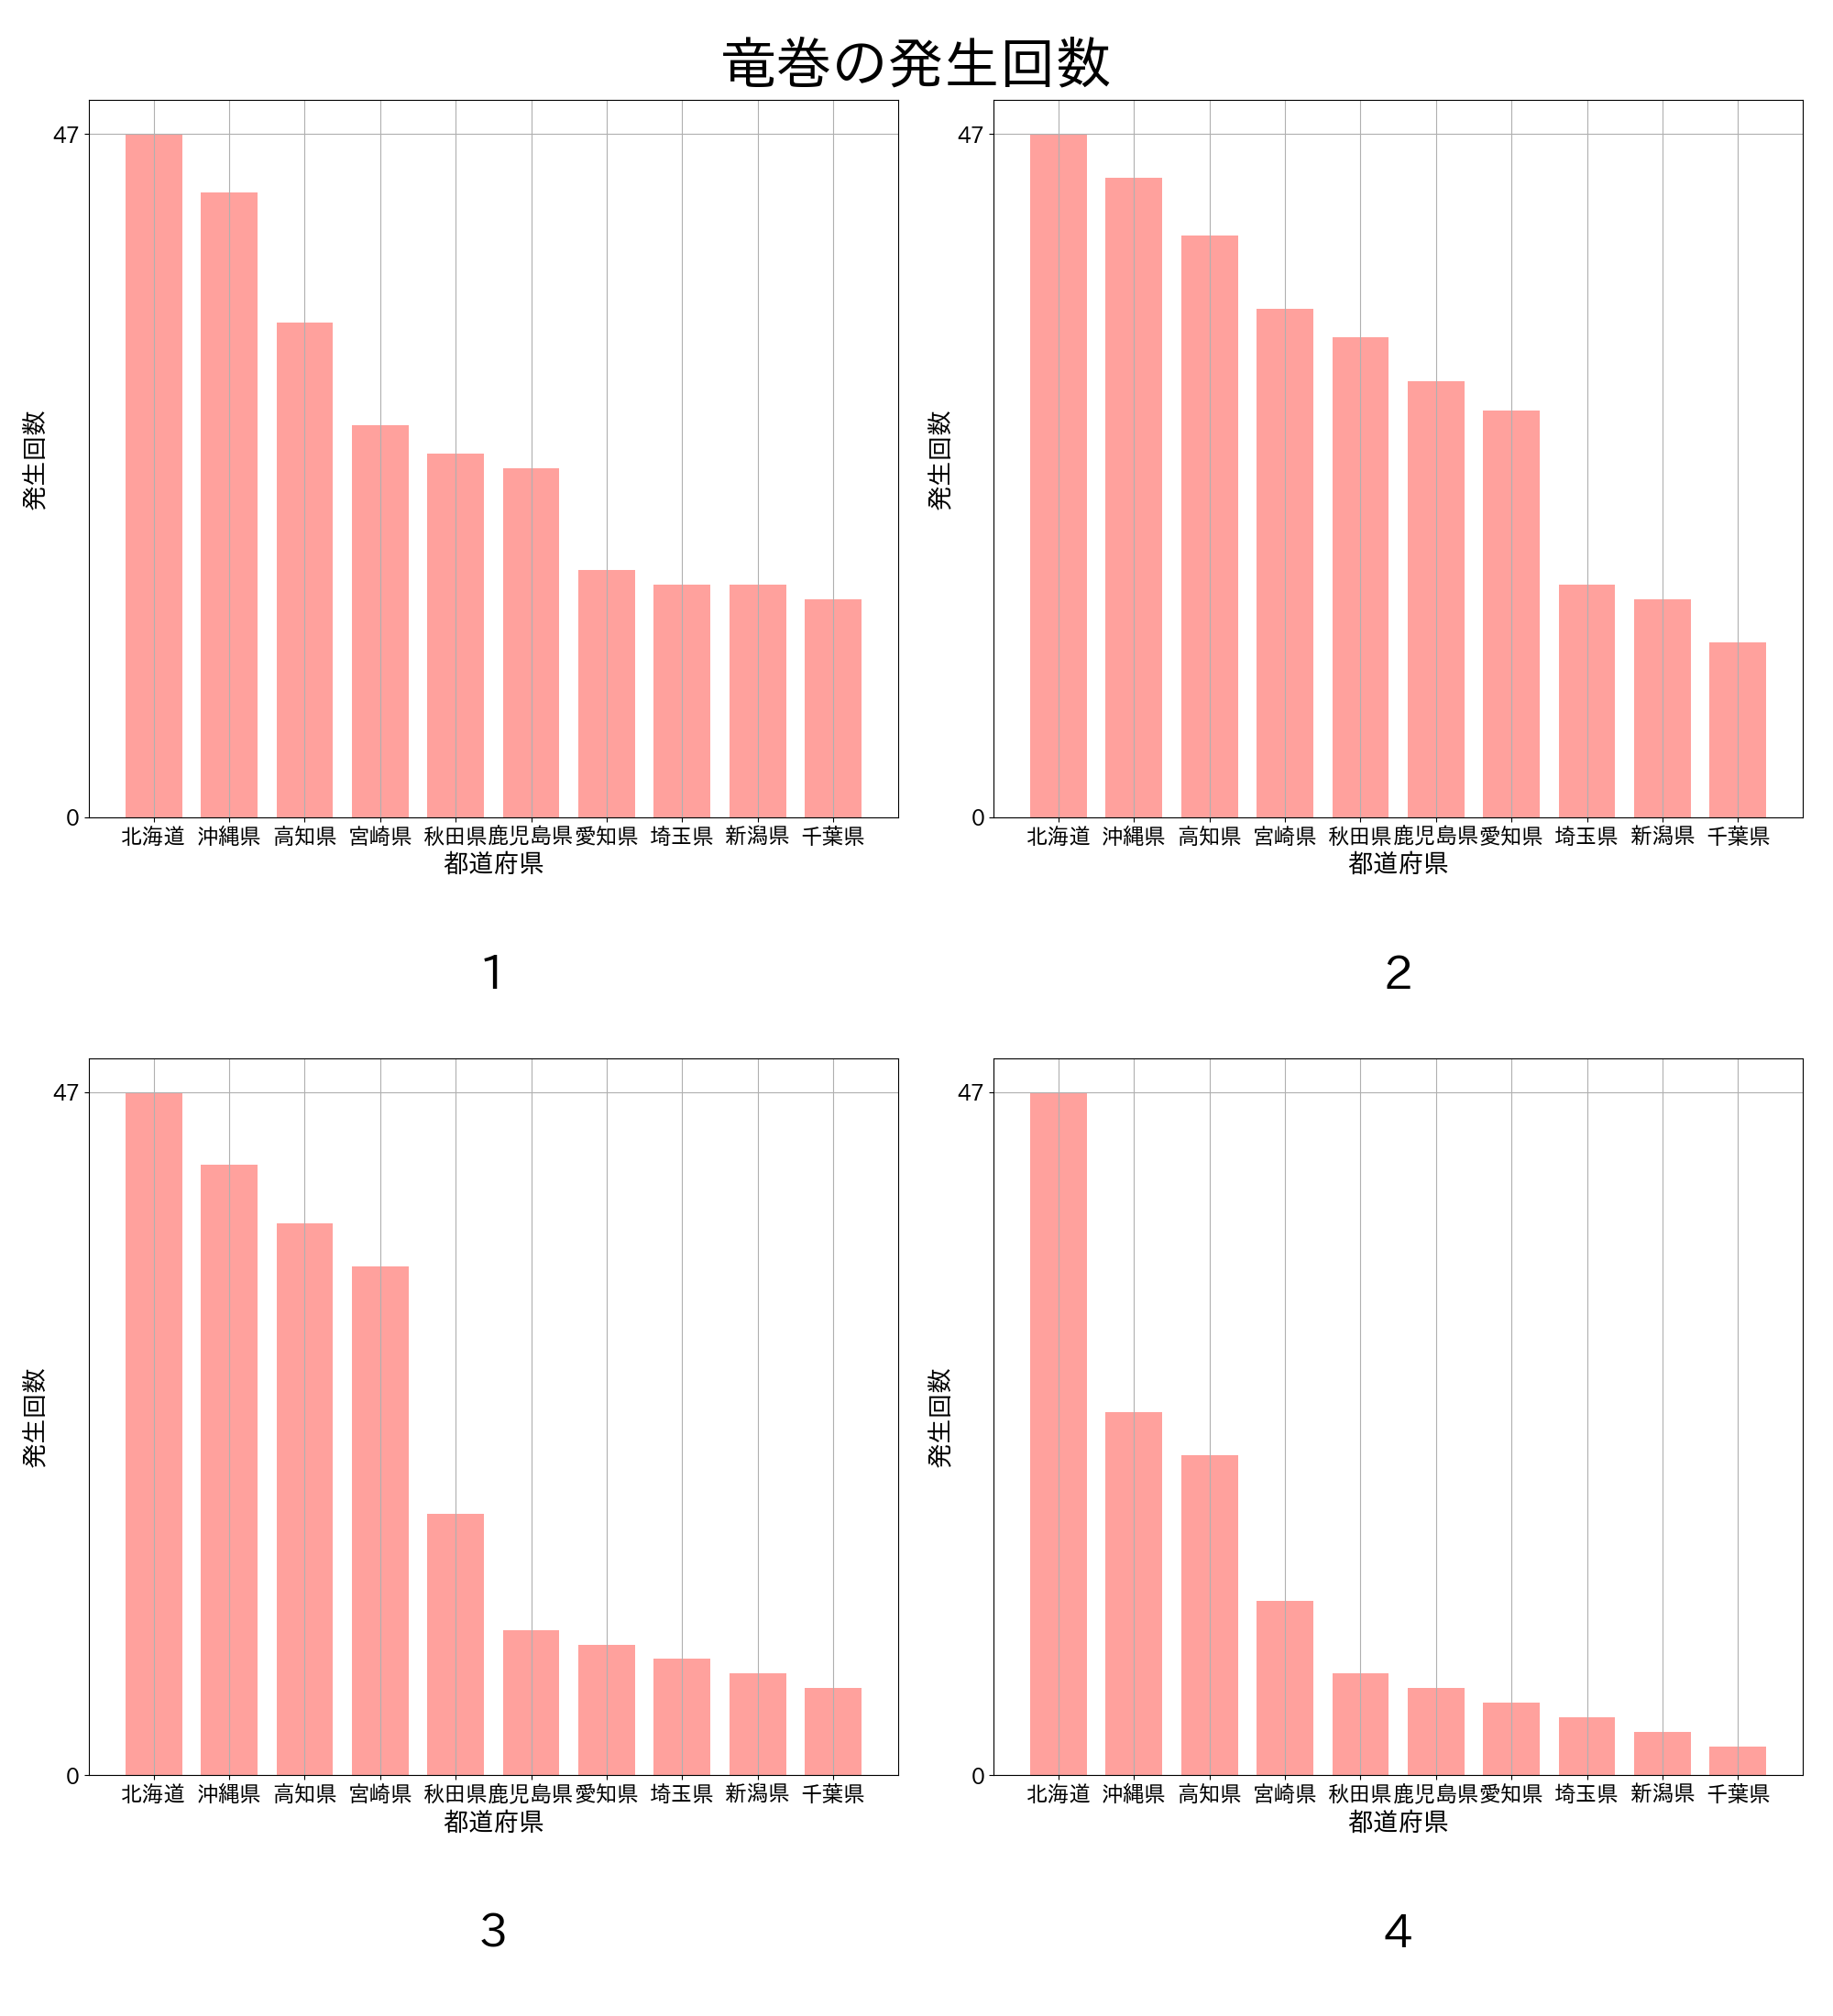 竜巻の発生回数
47
0
発生回数
北海道 沖縄県 高知県 宮崎県 秋田県 鹿児島県 愛知県 埼玉県 新潟県 千葉県
都道府県
1
47
0
発生回数
北海道 沖縄県 高知県 宮崎県 秋田県 鹿児島県 愛知県 埼玉県 新潟県 千葉県
都道府県
2
47
0
発生回数
北海道 沖縄県 高知県 宮崎県 秋田県 鹿児島県 愛知県 埼玉県 新潟県 千葉県
都道府県
3
47
0
発生回数
北海道 沖縄県 高知県 宮崎県 秋田県 鹿児島県 愛知県 埼玉県 新潟県 千葉県
都道府県
4